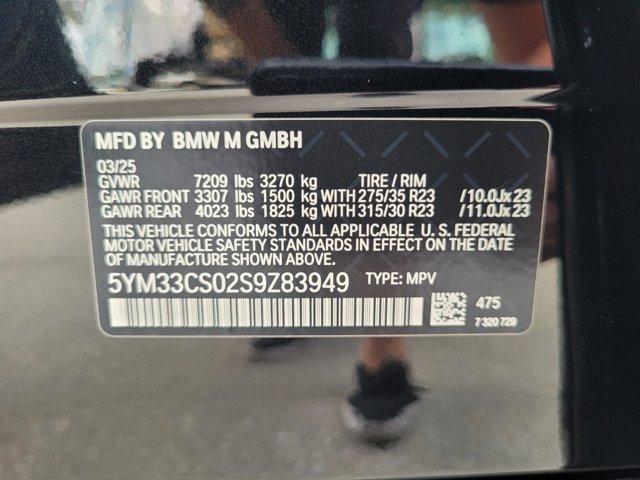 MFD BY BMW M GMBH
03/25
GVWR 7209 lbs 3270 kg TIRE / RIM
GAWR FRONT 3307 lbs 1500 kg WITH 275/35 R23 /10.0Jx23
GAWR REAR 4023 lbs 1825 kg WITH 315/30 R23 /11.0Jx23
THIS VEHICLE CONFORMS TO ALL APPLICABLE U.S. FEDERAL
MOTOR VEHICLE SAFETY STANDARDS IN EFFECT ON THE DATE
OF MANUFACTURE SHOWN ABOVE.
5YM33CS02S9Z83949 TYPE: MPV
475
7 320 729